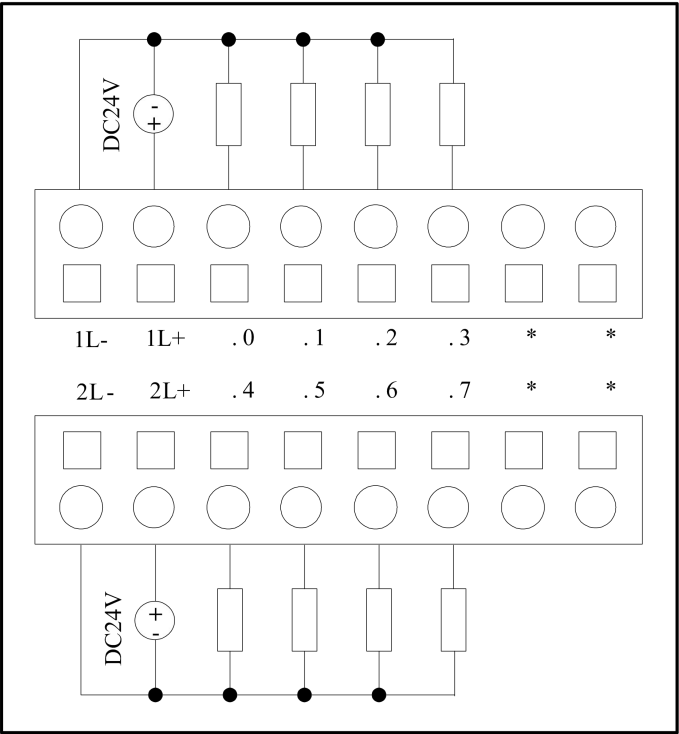 DC24V
-
+
1L- 1L+ .0 .1 .2 .3 * *
2L- 2L+ .4 .5 .6 .7 * *
DC24V
+
-